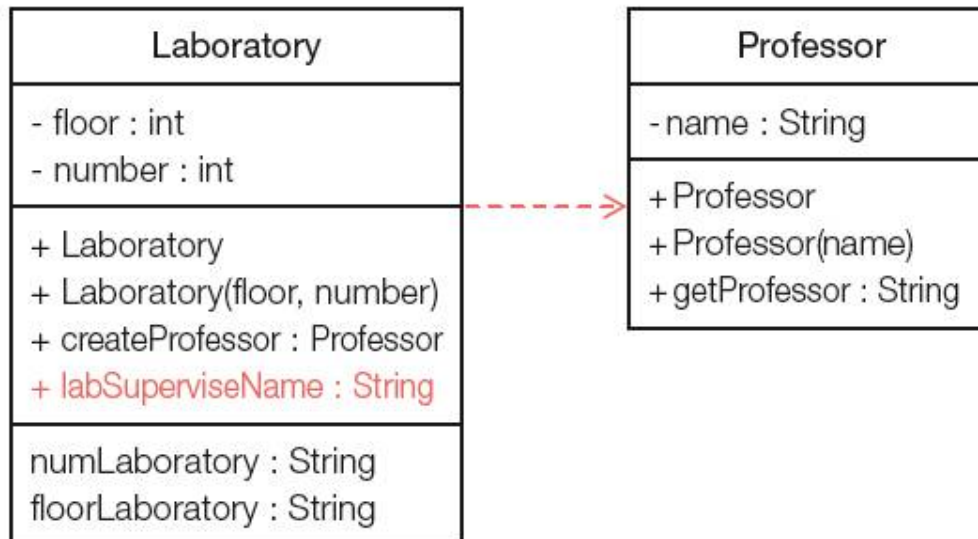 Laboratory
- floor : int
- number : int
+ Laboratory
+ Laboratory(floor, number)
+ createProfessor : Professor
+ labSuperviseName : String
numLaboratory : String
floorLaboratory : String
Professor
- name : String
+ Professor
+ Professor(name)
+ getProfessor : String